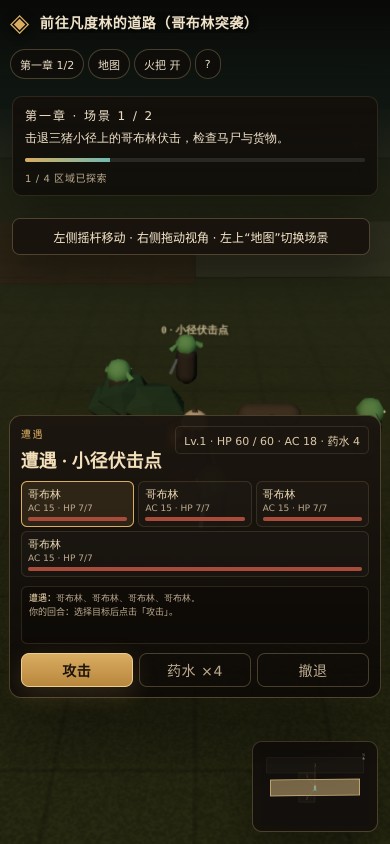 前往凡度林的道路（哥布林突袭）
第一章 1/2
地图
火把 开
?
第一章 · 场景 1 / 2
击退三猪小径上的哥布林伏击，检查马尸与货物。
1 / 4 区域已探索
左侧摇杆移动 · 右侧拖动视角 · 左上“地图”切换场景
0 · 小径伏击点
遭遇
Lv.1 · HP 60 / 60 · AC 18 · 药水 4
遭遇 · 小径伏击点
哥布林
AC 15 · HP 7/7
哥布林
AC 15 · HP 7/7
哥布林
AC 15 · HP 7/7
哥布林
AC 15 · HP 7/7
遭遇：哥布林、哥布林、哥布林、哥布林。
你的回合：选择目标后点击「攻击」。
攻击
药水 ×4
撤退